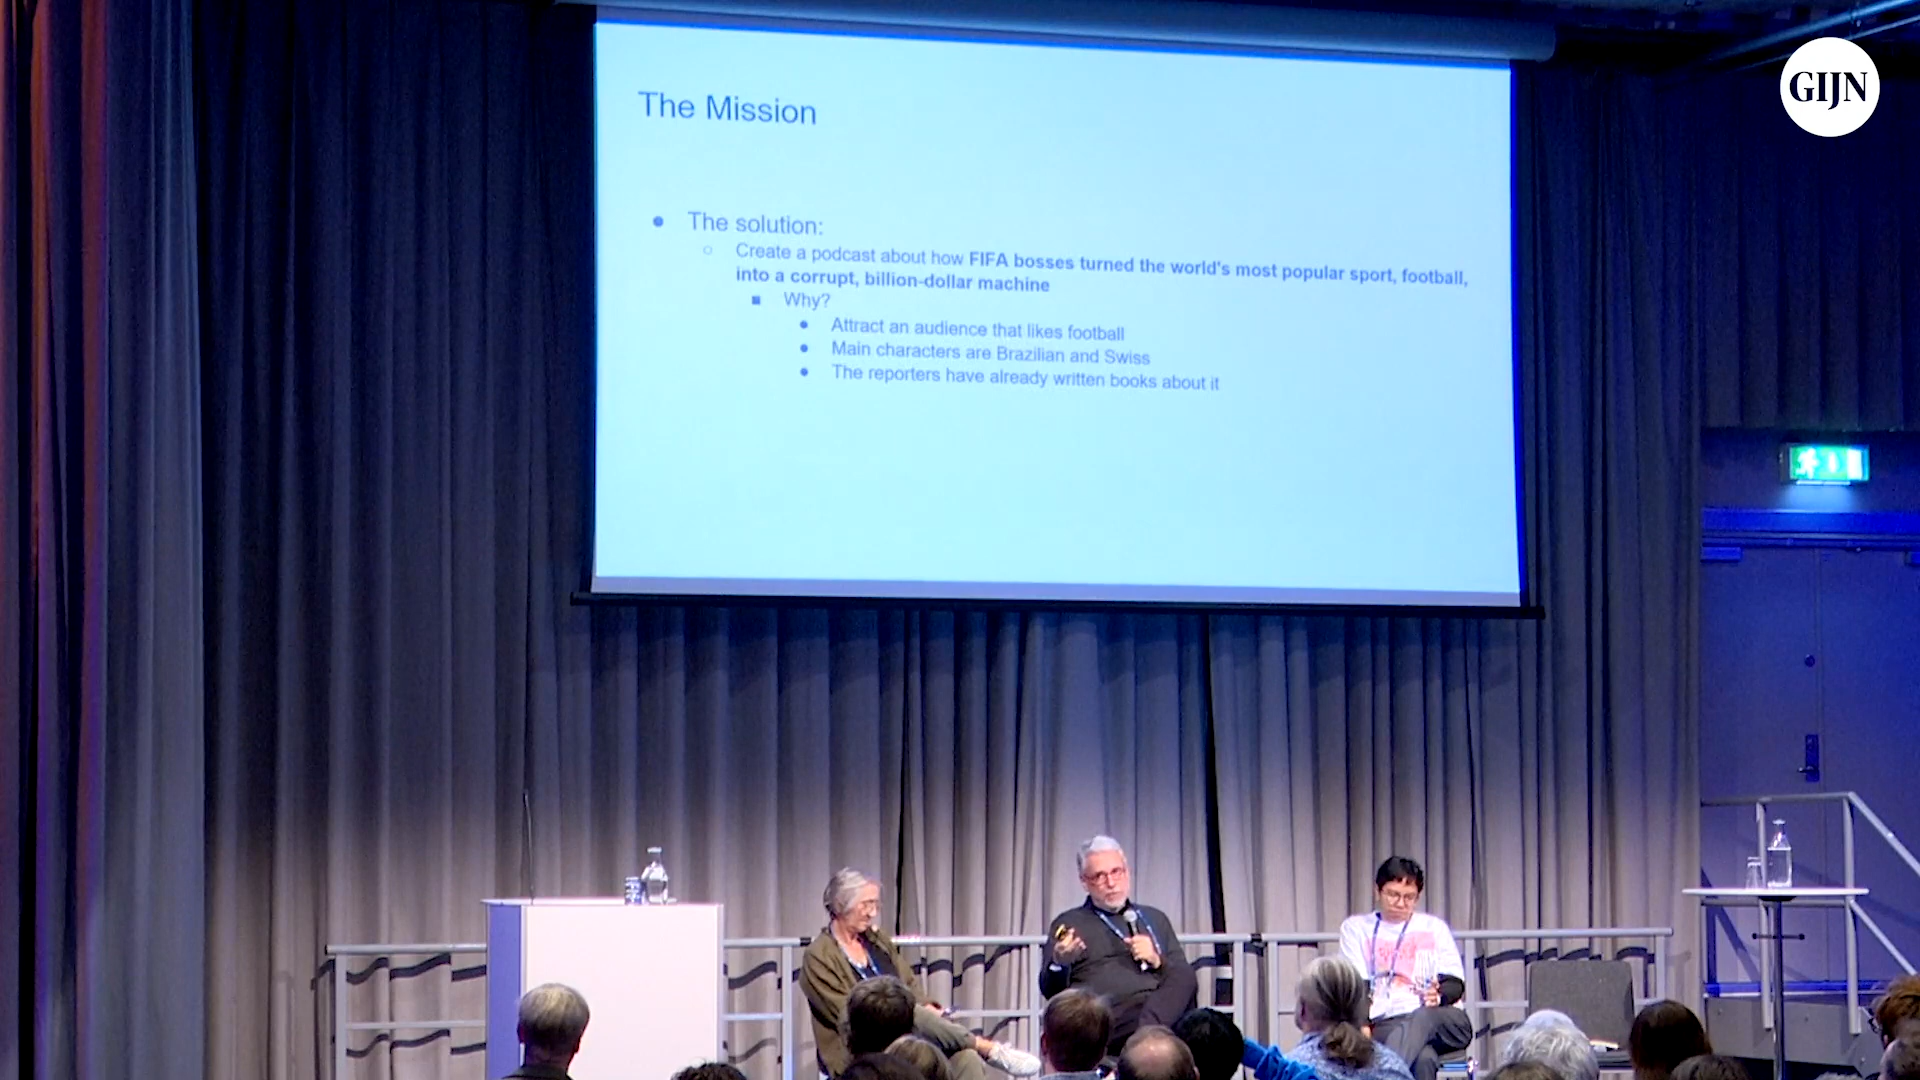 GIJN
The Mission
The solution:
Create a podcast about how FIFA bosses turned the world's most popular sport, football,
into a corrupt, billion-dollar machine
Why?
Attract an audience that likes football
Main characters are Brazilian and Swiss
The reporters have already written books about it